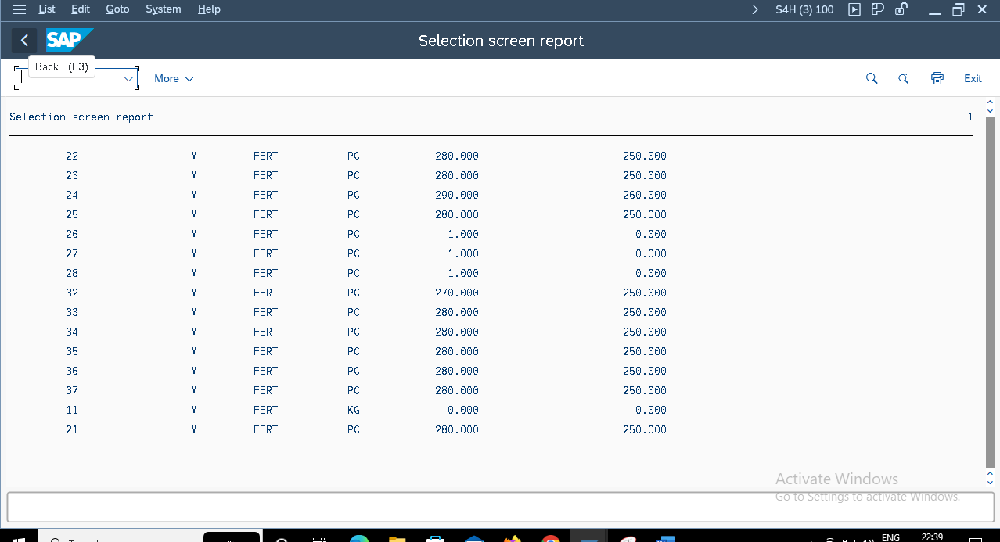 List Edit Goto System Help S4H (3) 100
SAP Selection screen report
Back (F3)
More Exit
Selection screen report 1
22 M FERT PC 280.000 250.000
23 M FERT PC 280.000 250.000
24 M FERT PC 290.000 260.000
25 M FERT PC 280.000 250.000
26 M FERT PC 1.000 0.000
27 M FERT PC 1.000 0.000
28 M FERT PC 1.000 0.000
32 M FERT PC 270.000 250.000
33 M FERT PC 280.000 250.000
34 M FERT PC 280.000 250.000
35 M FERT PC 280.000 250.000
36 M FERT PC 280.000 250.000
37 M FERT PC 280.000 250.000
11 M FERT KG 0.000 0.000
21 M FERT PC 280.000 250.000
Activate Windows
Go to Settings to activate Windows.
ENG 22:39